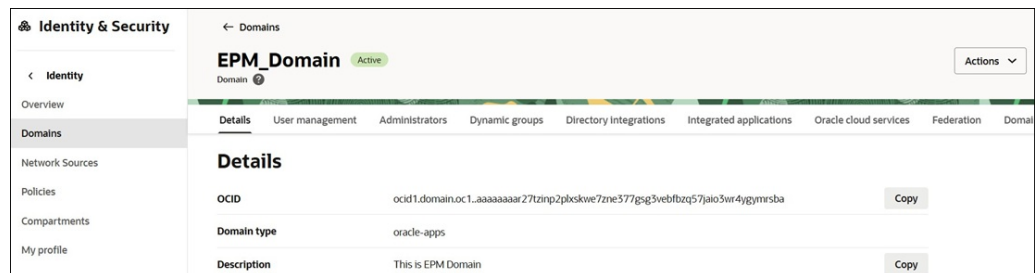 Identity & Security
< Identity
Overview
Domains
Network Sources
Policies
Compartments
My profile
← Domains
EPM_Domain Active
Domain ?
Actions
Details User management Administrators Dynamic groups Directory integrations Integrated applications Oracle cloud services Federation Domai
Details
OCID ocid1.domain.oc1..aaaaaaaar27tzinp2plxskwe7zne377gsg3vebfbzq57jaio3wr4ygymrsba Copy
Domain type oracle-apps
Description This is EPM Domain Copy